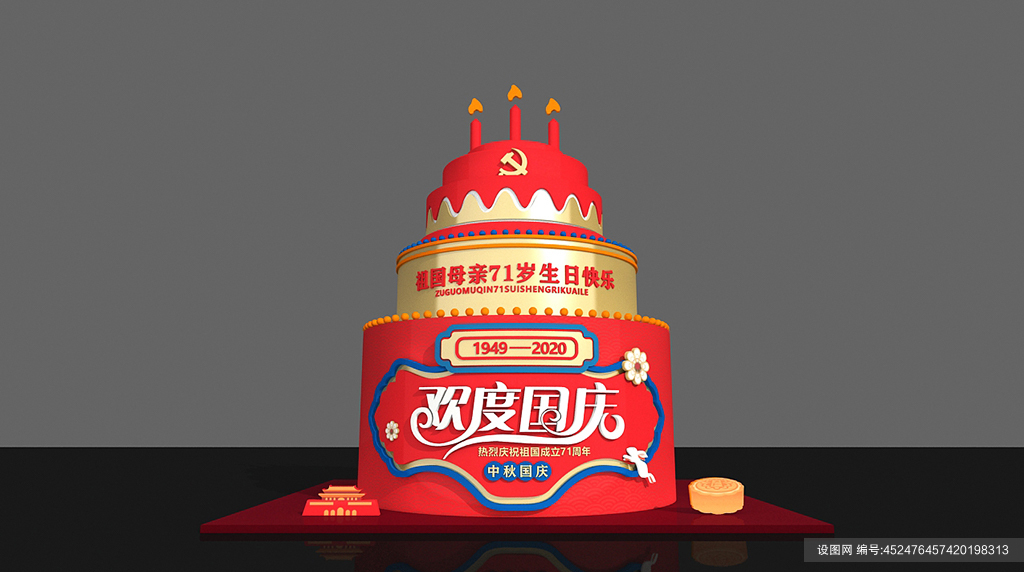 祖国母亲71岁生日快乐
ZUGUOMUQIN71SUISHENGRIKUAILE
1949—2020
欢度国庆
热烈庆祝祖国成立71周年
中秋国庆
设图网 编号:452476457420198313